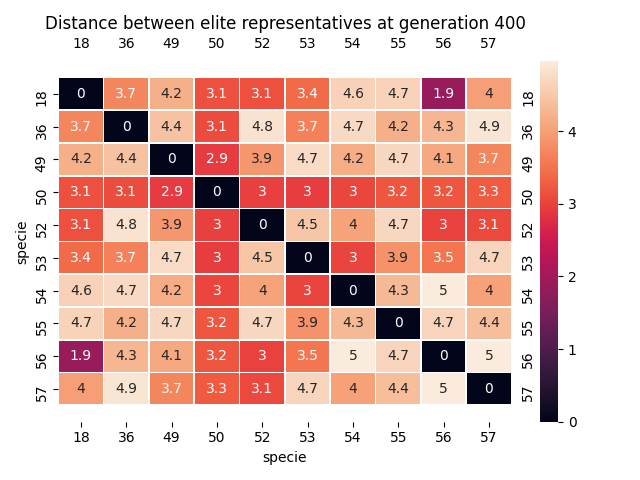 Distance between elite representatives at generation 400
18 36 49 50 52 53 54 55 56 57
18 0 3.7 4.2 3.1 3.1 3.4 4.6 4.7 1.9 4 18
36 3.7 0 4.4 3.1 4.8 3.7 4.7 4.2 4.3 4.9 36
49 4.2 4.4 0 2.9 3.9 4.7 4.2 4.7 4.1 3.7 49
50 3.1 3.1 2.9 0 3 3 3 3.2 3.2 3.3 50
52 3.1 4.8 3.9 3 0 4.5 4 4.7 3 3.1 52
53 3.4 3.7 4.7 3 4.5 0 3 3.9 3.5 4.7 53
54 4.6 4.7 4.2 3 4 3 0 4.3 5 4 54
55 4.7 4.2 4.7 3.2 4.7 3.9 4.3 0 4.7 4.4 55
56 1.9 4.3 4.1 3.2 3 3.5 5 4.7 0 5 56
57 4 4.9 3.7 3.3 3.1 4.7 4 4.4 5 0 57
18 36 49 50 52 53 54 55 56 57
specie
specie
4
3
2
1
0